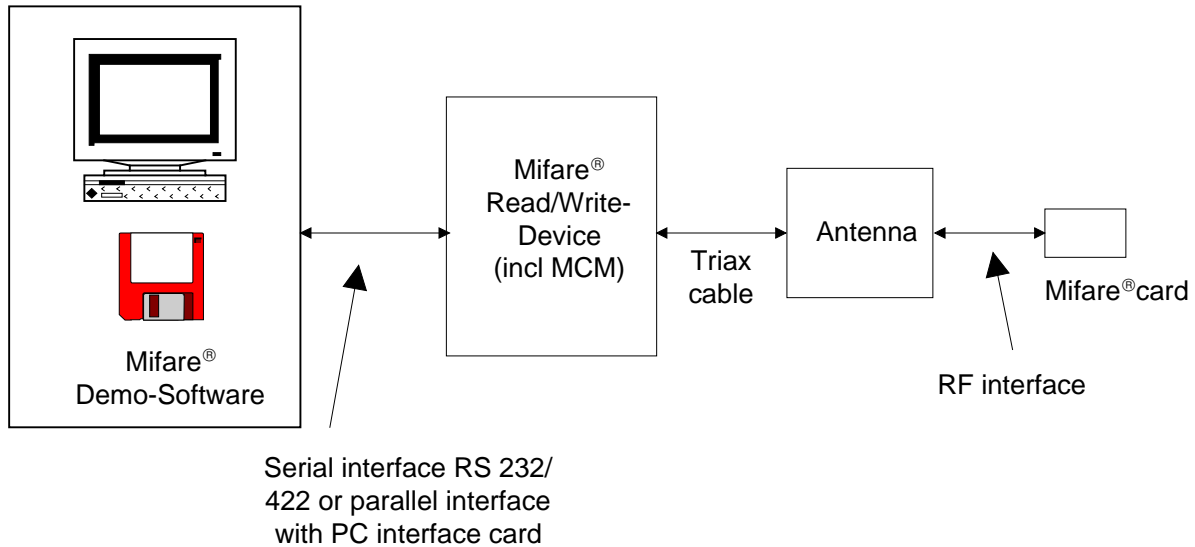 Mifare®
Demo-Software
Serial interface RS 232/
422 or parallel interface
with PC interface card
Mifare®
Read/Write-
Device
(incl MCM)
Triax
cable
Antenna
RF interface
Mifare®card